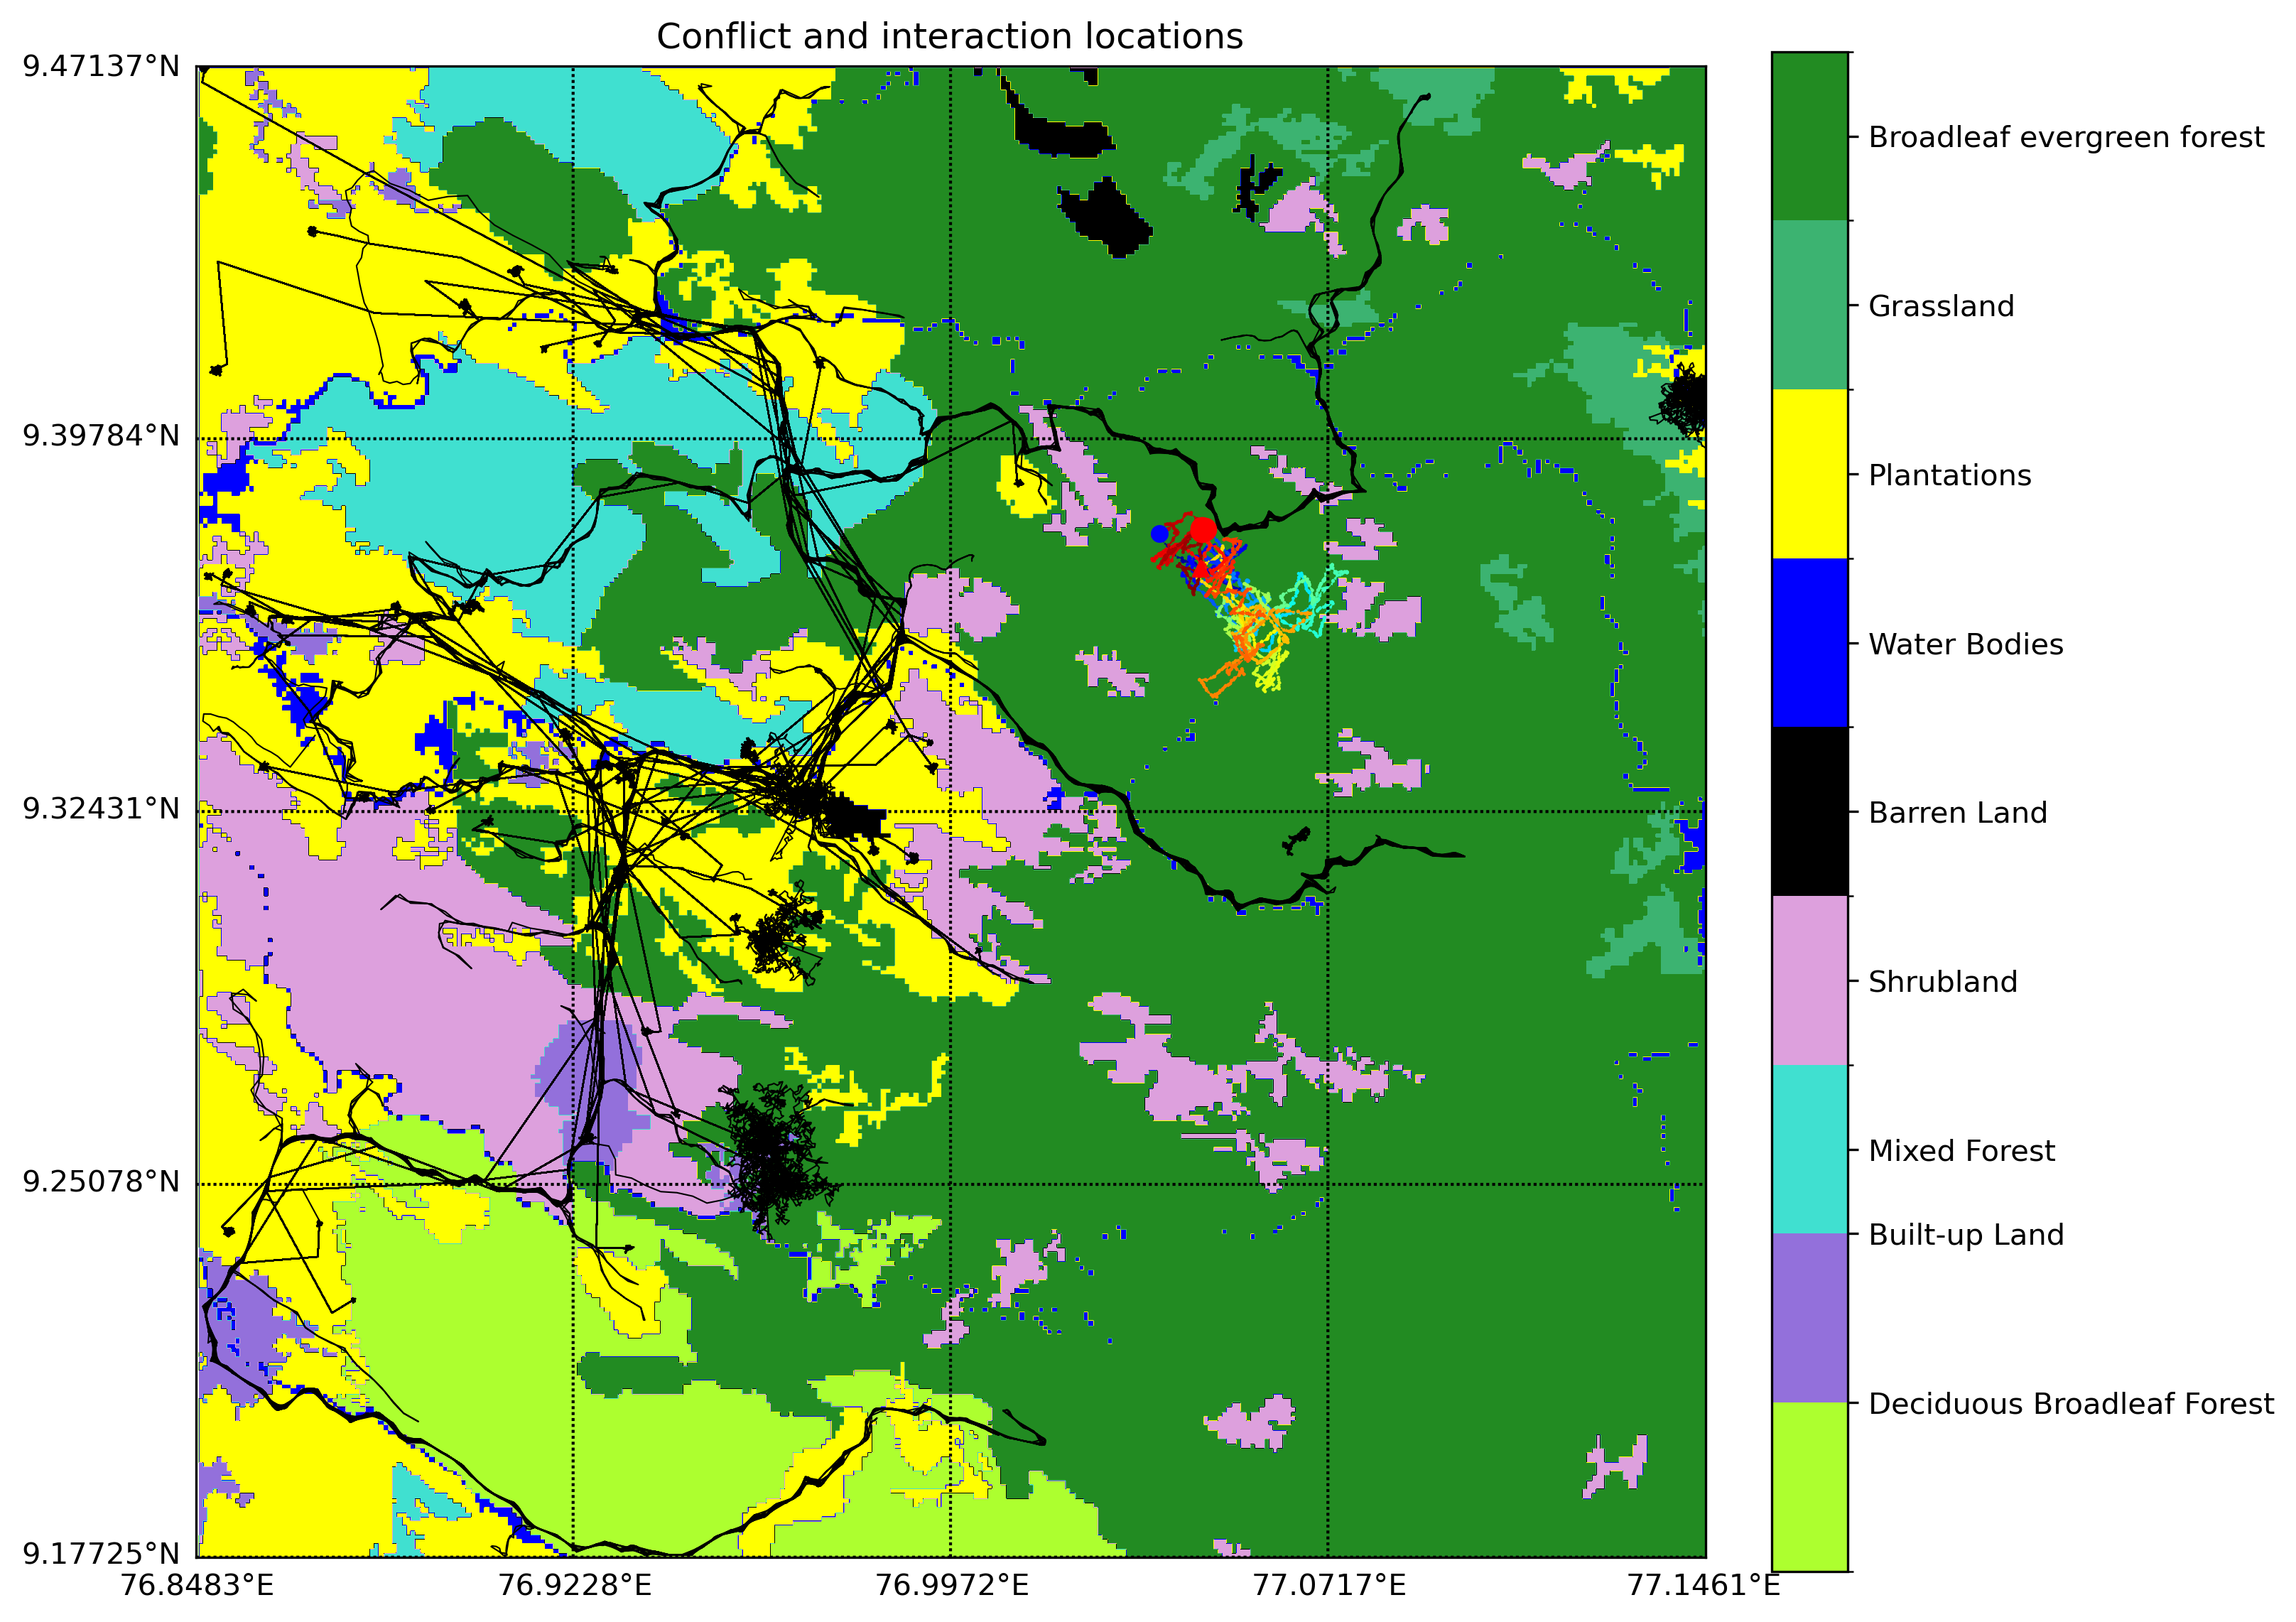 Conflict and interaction locations
9.47137°N
9.39784°N
9.32431°N
9.25078°N
9.17725°N
76.8483°E
76.9228°E
76.9972°E
77.0717°E
77.1461°E
Broadleaf evergreen forest
Grassland
Plantations
Water Bodies
Barren Land
Shrubland
Mixed Forest
Built-up Land
Deciduous Broadleaf Forest